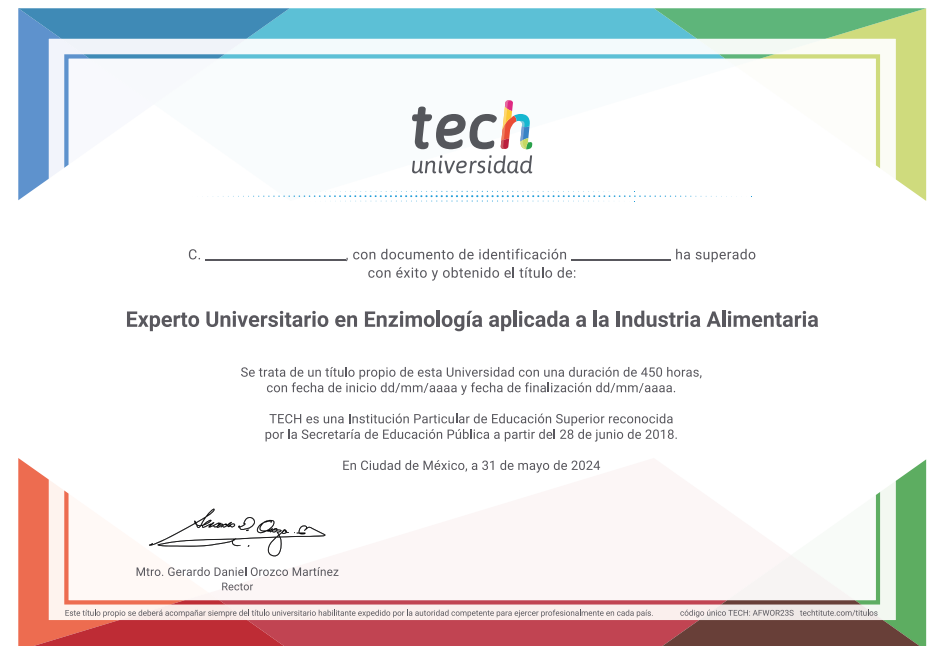 tech
universidad
C. ________________, con documento de identificación ____________ ha superado
con éxito y obtenido el título de:
Experto Universitario en Enzimología aplicada a la Industria Alimentaria
Se trata de un título propio de esta Universidad con una duración de 450 horas,
con fecha de inicio dd/mm/aaaa y fecha de finalización dd/mm/aaaa.
TECH es una Institución Particular de Educación Superior reconocida
por la Secretaría de Educación Pública a partir del 28 de junio de 2018.
En Ciudad de México, a 31 de mayo de 2024
Mtro. Gerardo Daniel Orozco Martínez
Rector
Este título propio se deberá acompañar siempre del título universitario habilitante expedido por la autoridad competente para ejercer profesionalmente en cada país. código único TECH: AFWOR23S techtitute.com/titulos